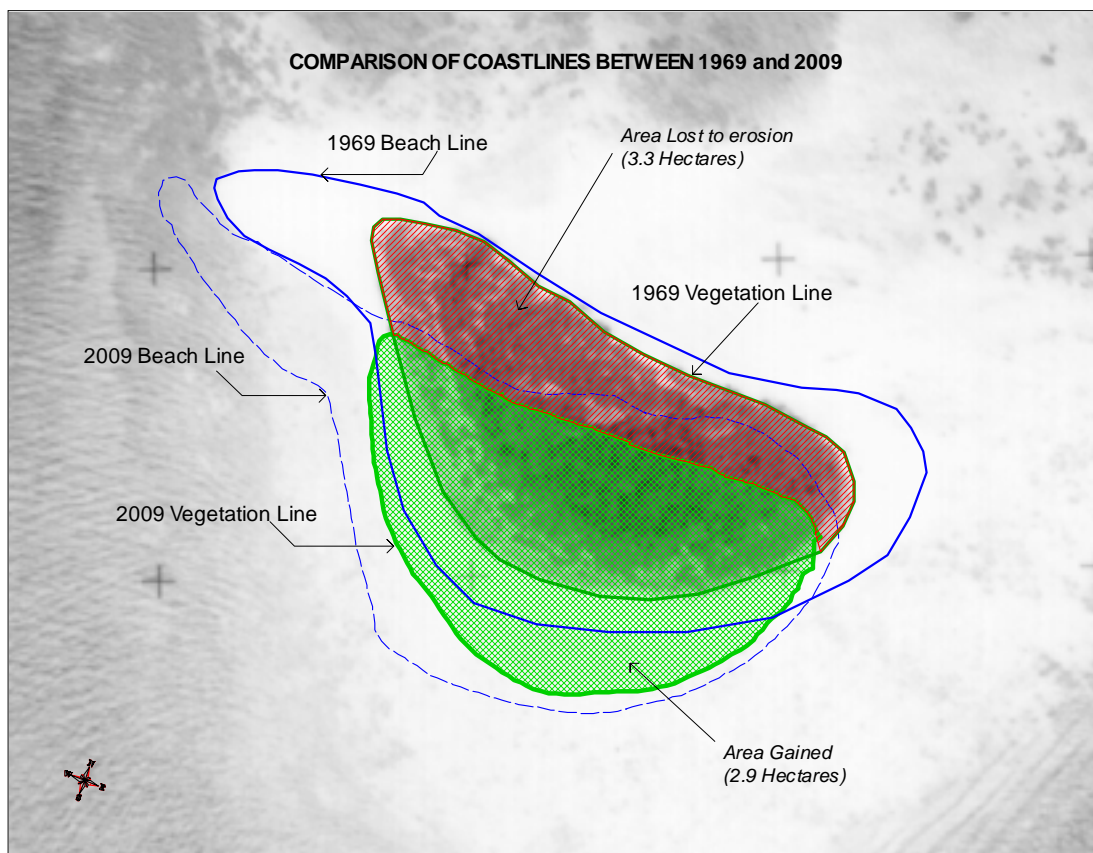 COMPARISON OF COASTLINES BETWEEN 1969 and 2009
1969 Beach Line
Area Lost to erosion
(3.3 Hectares)
1969 Vegetation Line
2009 Beach Line
2009 Vegetation Line
Area Gained
(2.9 Hectares)